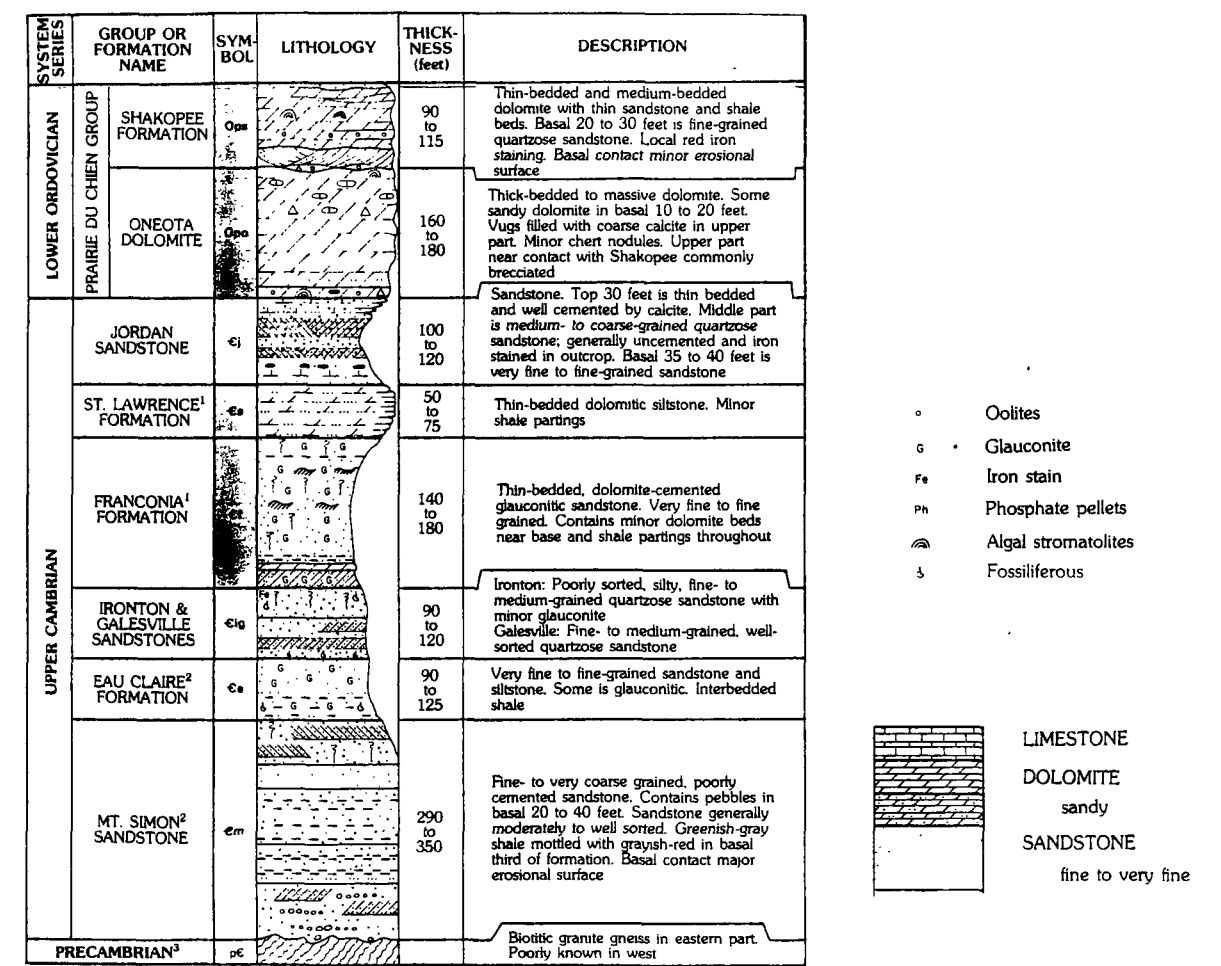 SYSTEM
SERIES
GROUP OR
FORMATION
NAME
SYM-
BOL
LITHOLOGY
THICK-
NESS
(feet)
DESCRIPTION
LOWER ORDOVICIAN
PRAIRIE DU CHIEN GROUP
SHAKOPEE
FORMATION
Ops
90
to
115
Thin-bedded and medium-bedded
dolomite with thin sandstone and shale
beds. Basal 20 to 30 feet is fine-grained
quartzose sandstone. Local red iron
staining. Basal contact minor erosional
surface
ONEOTA
DOLOMITE
Opo
160
to
180
Thick-bedded to massive dolomite. Some
sandy dolomite in basal 10 to 20 feet.
Vugs filled with coarse calcite in upper
part. Minor chert nodules. Upper part
near contact with Shakopee commonly
brecciated
UPPER CAMBRIAN
JORDAN
SANDSTONE
Єj
100
to
120
Sandstone. Top 30 feet is thin bedded
and well cemented by calcite. Middle part
is medium- to coarse-grained quartzose
sandstone; generally uncemented and iron
stained in outcrop. Basal 35 to 40 feet is
very fine to fine-grained sandstone
ST. LAWRENCE¹
FORMATION
Єs
50
to
75
Thin-bedded dolomitic siltstone. Minor
shale partings
FRANCONIA¹
FORMATION
140
to
180
Thin-bedded, dolomite-cemented
glauconitic sandstone. Very fine to fine
grained. Contains minor dolomite beds
near base and shale partings throughout
IRONTON &
GALESVILLE
SANDSTONES
Єig
90
to
120
Ironton: Poorly sorted, silty, fine- to
medium-grained quartzose sandstone with
minor glauconite
Galesville: Fine- to medium-grained, well-
sorted quartzose sandstone
EAU CLAIRE²
FORMATION
Єe
90
to
125
Very fine to fine-grained sandstone and
siltstone. Some is glauconitic. Interbedded
shale
MT. SIMON²
SANDSTONE
Єm
290
to
350
Fine- to very coarse grained, poorly
cemented sandstone. Contains pebbles in
basal 20 to 40 feet. Sandstone generally
moderately to well sorted. Greenish-gray
shale mottled with grayish-red in basal
third of formation. Basal contact major
erosional surface
PRECAMBRIAN³
pЄ
Biotitic granite gneiss in eastern part.
Poorly known in west
Oolites
G Glauconite
Fe Iron stain
Ph Phosphate pellets
Algal stromatolites
Fossiliferous
LIMESTONE
DOLOMITE
sandy
SANDSTONE
fine to very fine